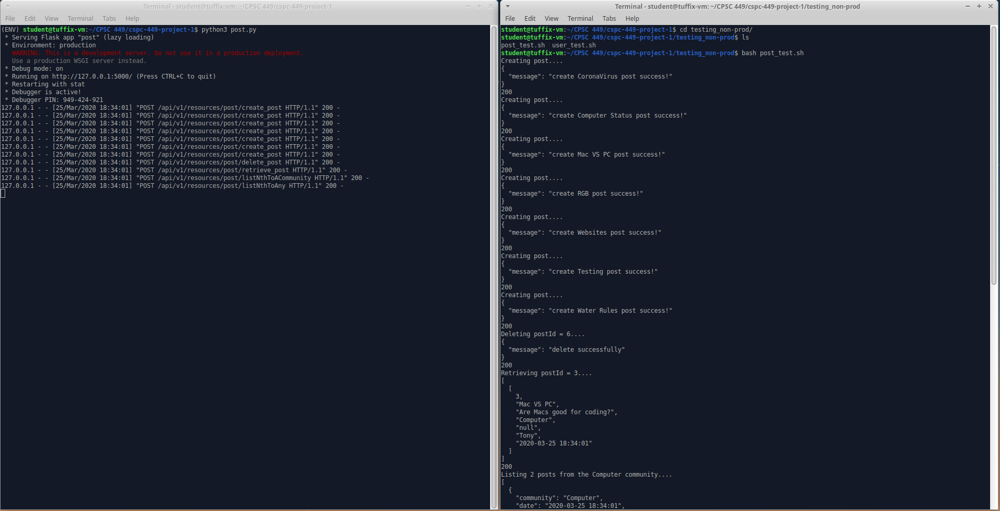 Terminal - student@tuffix-vm: ~/CPSC 449/cspc-449-project-1
File Edit View Terminal Tabs Help
(ENV) student@tuffix-vm:~/CPSC 449/cspc-449-project-1$ python3 post.py
 * Serving Flask app "post" (lazy loading)
 * Environment: production
   WARNING: This is a development server. Do not use it in a production deployment.
   Use a production WSGI server instead.
 * Debug mode: on
 * Running on http://127.0.0.1:5000/ (Press CTRL+C to quit)
 * Restarting with stat
 * Debugger is active!
 * Debugger PIN: 949-424-921
127.0.0.1 - - [25/Mar/2020 18:34:01] "POST /api/v1/resources/post/create_post HTTP/1.1" 200 -
127.0.0.1 - - [25/Mar/2020 18:34:01] "POST /api/v1/resources/post/create_post HTTP/1.1" 200 -
127.0.0.1 - - [25/Mar/2020 18:34:01] "POST /api/v1/resources/post/create_post HTTP/1.1" 200 -
127.0.0.1 - - [25/Mar/2020 18:34:01] "POST /api/v1/resources/post/create_post HTTP/1.1" 200 -
127.0.0.1 - - [25/Mar/2020 18:34:01] "POST /api/v1/resources/post/create_post HTTP/1.1" 200 -
127.0.0.1 - - [25/Mar/2020 18:34:01] "POST /api/v1/resources/post/create_post HTTP/1.1" 200 -
127.0.0.1 - - [25/Mar/2020 18:34:01] "POST /api/v1/resources/post/create_post HTTP/1.1" 200 -
127.0.0.1 - - [25/Mar/2020 18:34:01] "POST /api/v1/resources/post/delete_post HTTP/1.1" 200 -
127.0.0.1 - - [25/Mar/2020 18:34:01] "POST /api/v1/resources/post/retrieve_post HTTP/1.1" 200 -
127.0.0.1 - - [25/Mar/2020 18:34:01] "POST /api/v1/resources/post/listNthToACommunity HTTP/1.1" 200 -
127.0.0.1 - - [25/Mar/2020 18:34:01] "POST /api/v1/resources/post/listNthToAny HTTP/1.1" 200 -
Terminal - student@tuffix-vm: ~/CPSC 449/cspc-449-project-1/testing_non-prod
File Edit View Terminal Tabs Help
student@tuffix-vm:~/CPSC 449/cspc-449-project-1$ cd testing_non-prod/
student@tuffix-vm:~/CPSC 449/cspc-449-project-1/testing_non-prod$ ls
post_test.sh  user_test.sh
student@tuffix-vm:~/CPSC 449/cspc-449-project-1/testing_non-prod$ bash post_test.sh
Creating post....
{
  "message": "create CoronaVirus post success!"
}
200
Creating post....
{
  "message": "create Computer Status post success!"
}
200
Creating post....
{
  "message": "create Mac VS PC post success!"
}
200
Creating post....
{
  "message": "create RGB post success!"
}
200
Creating post....
{
  "message": "create Websites post success!"
}
200
Creating post....
{
  "message": "create Testing post success!"
}
200
Creating post....
{
  "message": "create Water Rules post success!"
}
200
Deleting postId = 6....
{
  "message": "delete successfully"
}
200
Retrieving postId = 3....
[
  [
    3,
    "Mac VS PC",
    "Are Macs good for coding?",
    "Computer",
    "null",
    "Tony",
    "2020-03-25 18:34:01"
  ]
]
200
Listing 2 posts from the Computer community....
[
  {
    "community": "Computer",
    "date": "2020-03-25 18:34:01",